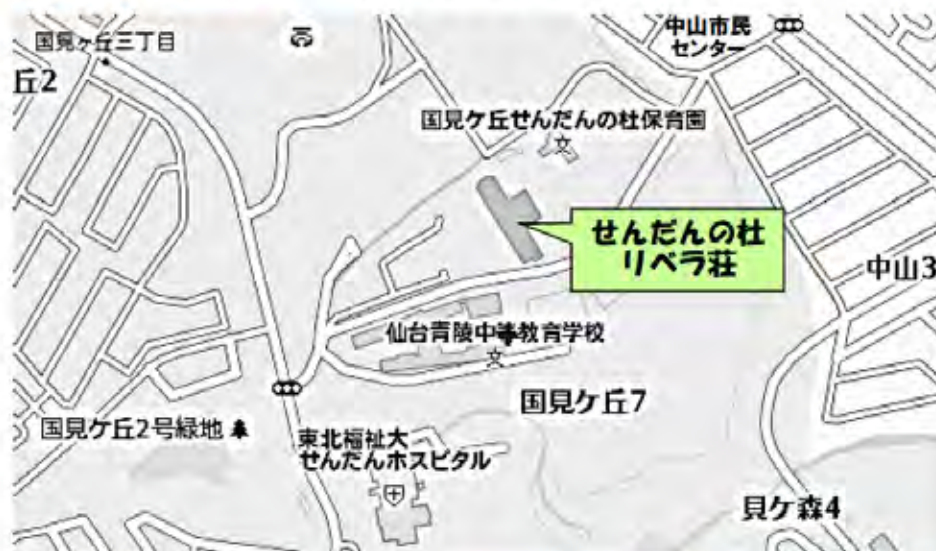 国見ヶ丘三丁目
中山市民
センター
丘2
国見ケ丘せんだんの杜保育園
せんだんの杜
リベラ荘
中山3
仙台青陵中等教育学校
国見ケ丘7
国見ケ丘2号緑地
東北福祉大
せんだんホスピタル
貝ケ森4